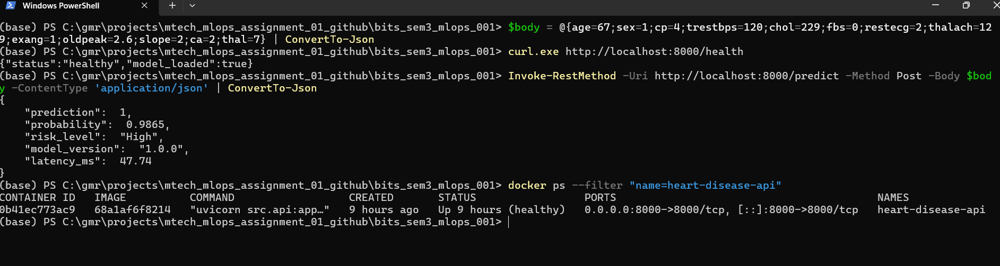 Windows PowerShell
(base) PS C:\gmr\projects\mtech_mlops_assignment_01_github\bits_sem3_mlops_001> $body = @{age=67;sex=1;cp=4;trestbps=120;chol=229;fbs=0;restecg=2;thalach=12
9;exang=1;oldpeak=2.6;slope=2;ca=2;thal=7} | ConvertTo-Json
(base) PS C:\gmr\projects\mtech_mlops_assignment_01_github\bits_sem3_mlops_001> curl.exe http://localhost:8000/health
{"status":"healthy","model_loaded":true}
(base) PS C:\gmr\projects\mtech_mlops_assignment_01_github\bits_sem3_mlops_001> Invoke-RestMethod -Uri http://localhost:8000/predict -Method Post -Body $bod
y -ContentType 'application/json' | ConvertTo-Json
{
    "prediction":  1,
    "probability":  0.9865,
    "risk_level":  "High",
    "model_version":  "1.0.0",
    "latency_ms":  47.74
}
(base) PS C:\gmr\projects\mtech_mlops_assignment_01_github\bits_sem3_mlops_001> docker ps --filter "name=heart-disease-api"
CONTAINER ID   IMAGE          COMMAND                  CREATED       STATUS                 PORTS                                         NAMES
0b41ec773ac9   68a1af6f8214   "uvicorn src.api:app…"   9 hours ago   Up 9 hours (healthy)   0.0.0.0:8000->8000/tcp, [::]:8000->8000/tcp   heart-disease-api
(base) PS C:\gmr\projects\mtech_mlops_assignment_01_github\bits_sem3_mlops_001>